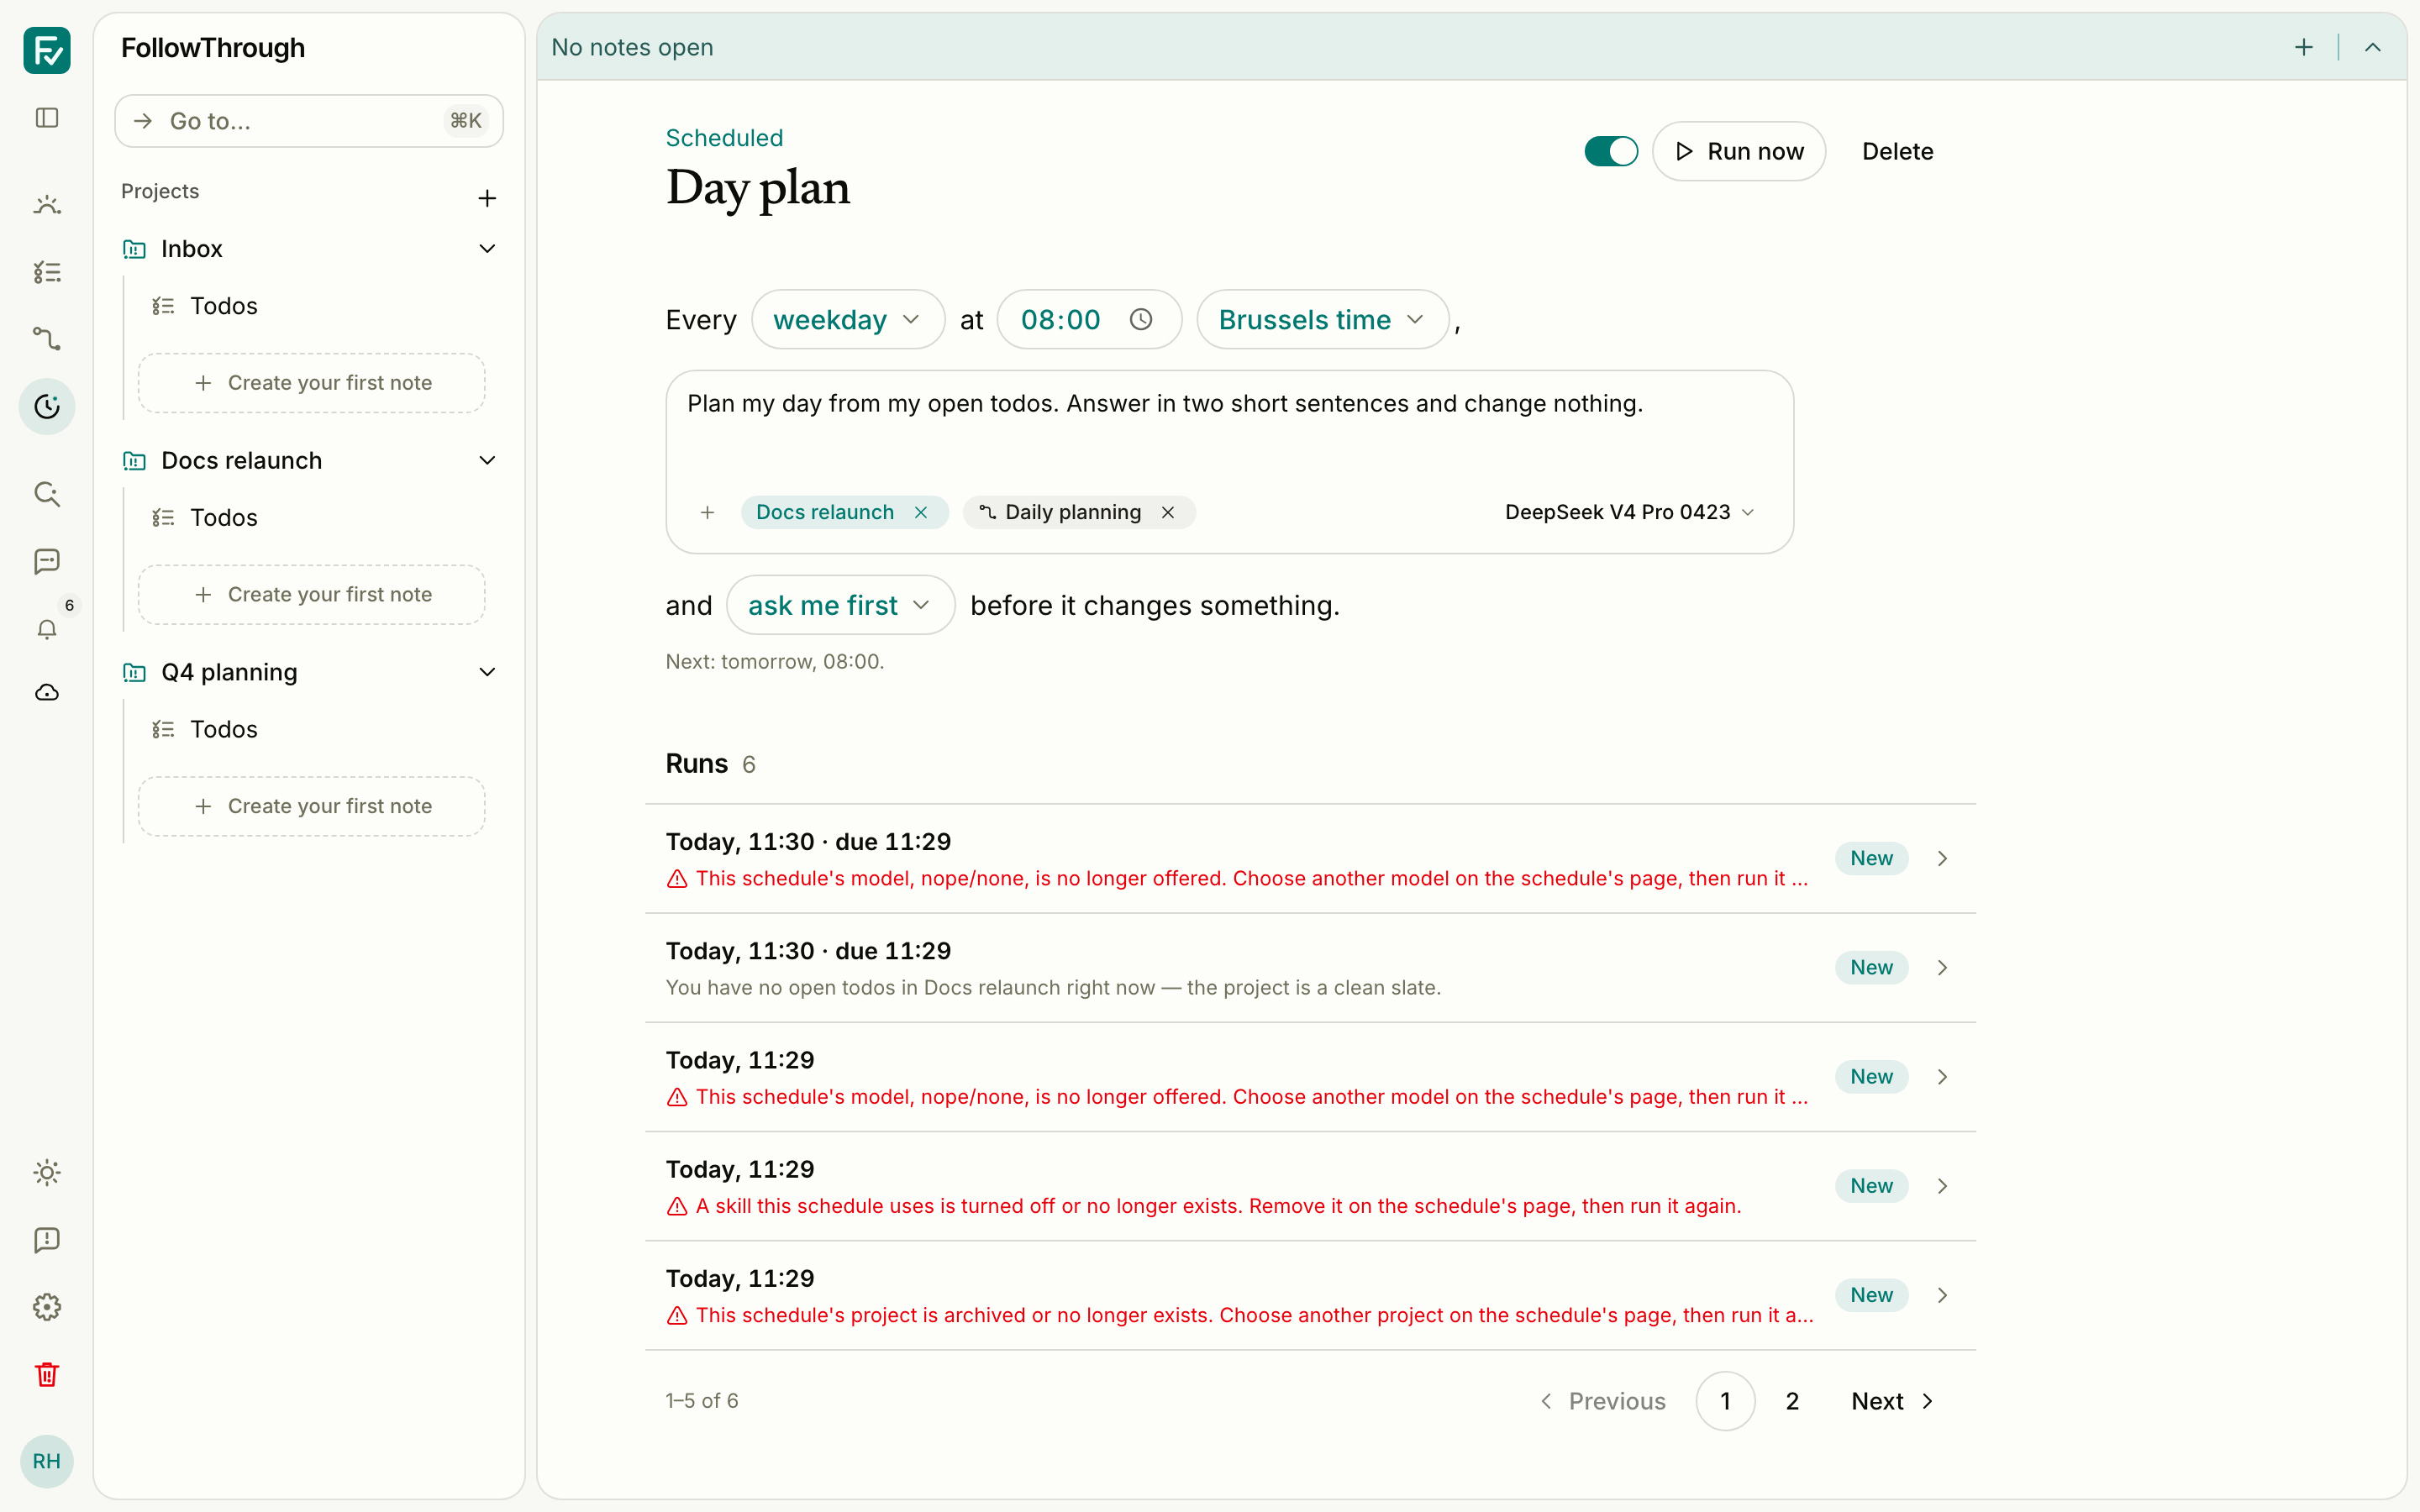 FollowThrough
Go to...
⌘K
Projects
Inbox
Todos
Create your first note
Docs relaunch
Todos
Create your first note
Q4 planning
Todos
Create your first note
6
RH
No notes open
Scheduled
Day plan
Run now
Delete
Every weekday at 08:00 Brussels time ,
Plan my day from my open todos. Answer in two short sentences and change nothing.
Docs relaunch
Daily planning
DeepSeek V4 Pro 0423
and ask me first before it changes something.
Next: tomorrow, 08:00.
Runs 6
Today, 11:30 · due 11:29
This schedule's model, nope/none, is no longer offered. Choose another model on the schedule's page, then run it ...
New
Today, 11:30 · due 11:29
You have no open todos in Docs relaunch right now — the project is a clean slate.
New
Today, 11:29
This schedule's model, nope/none, is no longer offered. Choose another model on the schedule's page, then run it ...
New
Today, 11:29
A skill this schedule uses is turned off or no longer exists. Remove it on the schedule's page, then run it again.
New
Today, 11:29
This schedule's project is archived or no longer exists. Choose another project on the schedule's page, then run it a...
New
1–5 of 6
Previous
1
2
Next